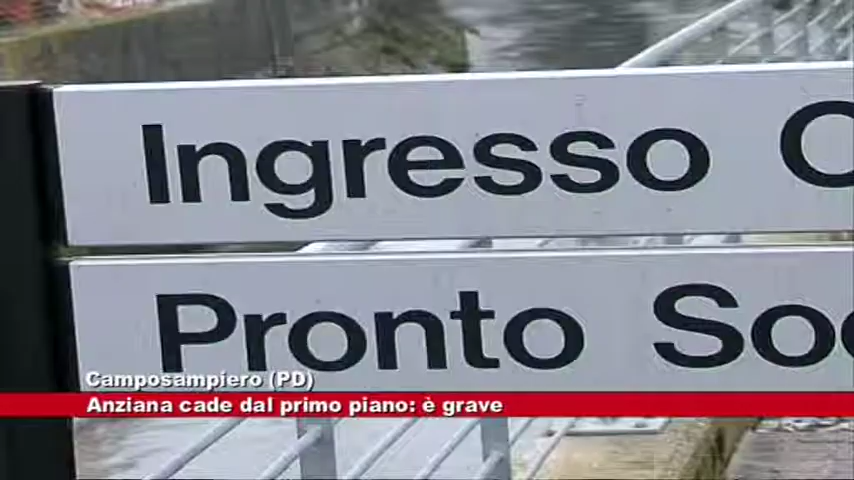 Ingresso
Pronto
Camposampiero (PD)
Anziana cade dal primo piano: è grave